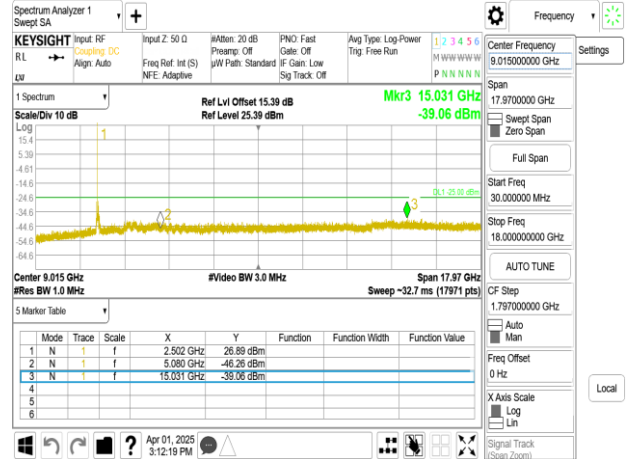 Spectrum Analyzer 1
Swept SA
Frequency
KEYSIGHT
RL
Input: RF
Coupling: DC
Align: Auto
Input Z: 50 Ω
Freq Ref: Int (S)
NFE: Adaptive
#Atten: 20 dB
Preamp: Off
µW Path: Standard
PNO: Fast
Gate: Off
IF Gain: Low
Sig Track: Off
Avg Type: Log-Power
Trig: Free Run
1 2 3 4 5 6
M W W W W W
P N N N N N
Center Frequency
9.015000000 GHz
Settings
Span
17.9700000 GHz
Swept Span
Zero Span
Full Span
Start Freq
30.000000 MHz
Stop Freq
18.000000000 GHz
AUTO TUNE
CF Step
1.797000000 GHz
Auto
Man
Freq Offset
0 Hz
X Axis Scale
Log
Lin
Signal Track
(Span Zoom)
Local
1 Spectrum
Scale/Div 10 dB
Ref Lvl Offset 15.39 dB
Ref Level 25.39 dBm
Mkr3 15.031 GHz
-39.06 dBm
Log
15.4
5.39
-4.61
-14.6
-24.6
-34.6
-44.6
-54.6
-64.6
1
2
3
DL1 -25.00 dBm
Center 9.015 GHz
#Video BW 3.0 MHz
Span 17.97 GHz
#Res BW 1.0 MHz
Sweep ~32.7 ms (17971 pts)
5 Marker Table
Mode Trace Scale X Y Function Function Width Function Value
1 N 1 f 2.502 GHz 26.89 dBm
2 N 1 f 5.080 GHz -46.26 dBm
3 N 1 f 15.031 GHz -39.06 dBm
4
5
6
?
Apr 01, 2025
3:12:19 PM